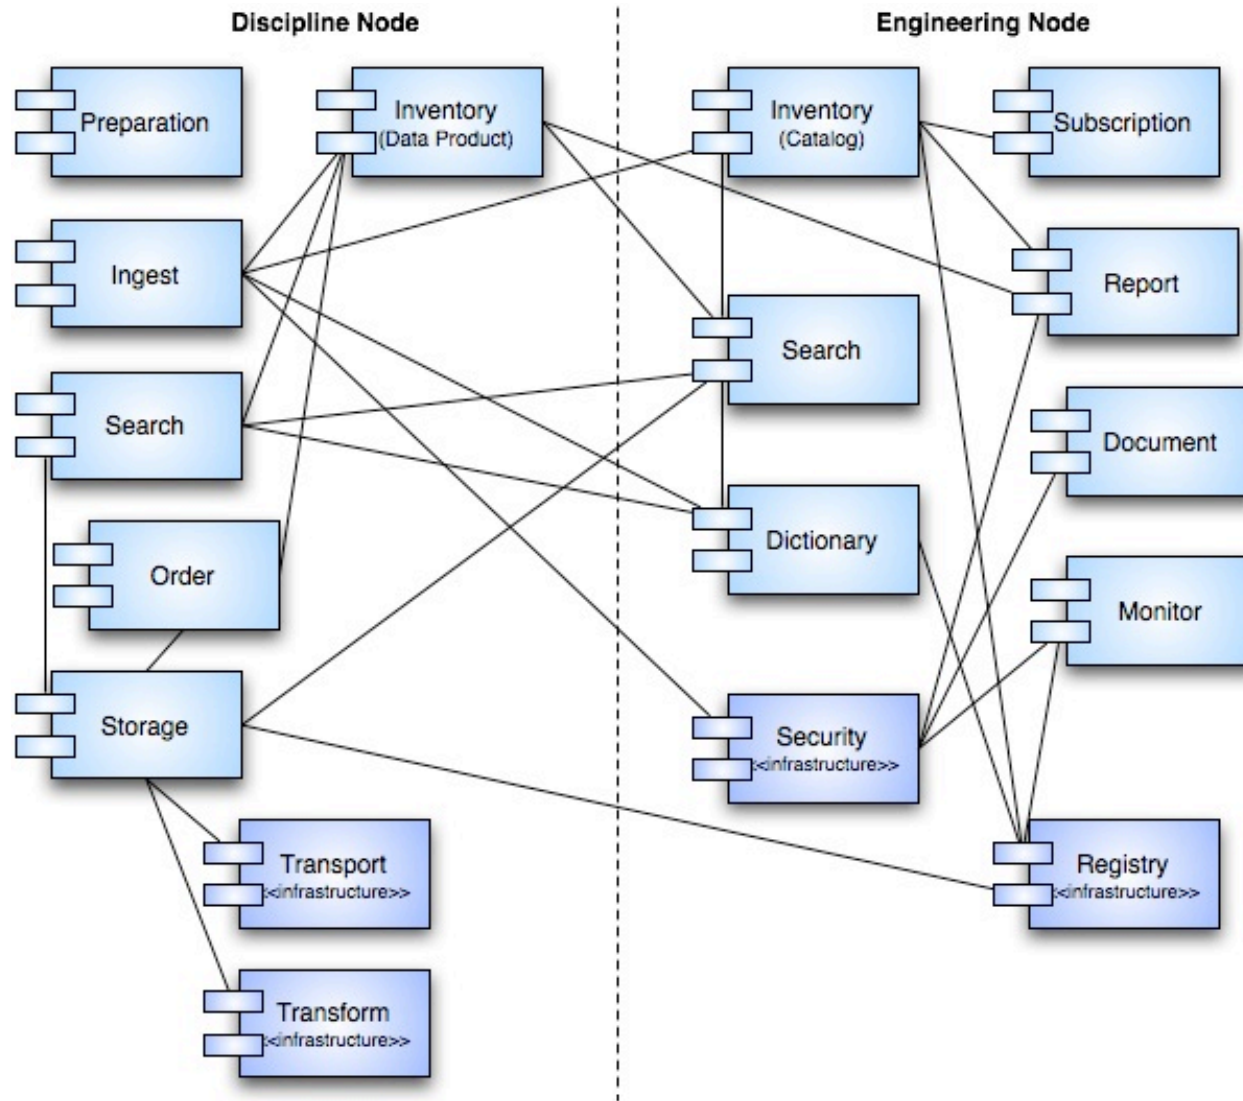 Discipline Node
Engineering Node
Preparation
Inventory
(Data Product)
Inventory
(Catalog)
Subscription
Ingest
Report
Search
Search
Document
Order
Dictionary
Monitor
Storage
Security
<<infrastructure>>
Transport
<<infrastructure>>
Registry
<<infrastructure>>
Transform
<<infrastructure>>